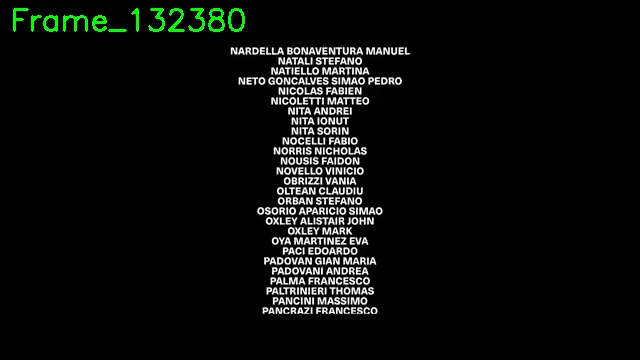 Frame_132380
NARDELLA BONAVENTURA MANUEL
NATALI STEFANO
NATIELLO MARTINA
NETO GONCALVES SIMAO PEDRO
NICOLAS FABIEN
NICOLETTI MATTEO
NITA ANDREI
NITA IONUT
NITA SORIN
NOCELLI FABIO
NORRIS NICHOLAS
NOUSIS FAIDON
NOVELLO VINICIO
OBRIZZI VANIA
OLTEAN CLAUDIU
ORBAN STEFANO
OSORIO APARICIO SIMAO
OXLEY ALISTAIR JOHN
OXLEY MARK
OYA MARTINEZ EVA
PACI EDOARDO
PADOVAN GIAN MARIA
PADOVANI ANDREA
PALMA FRANCESCO
PALTRINIERI THOMAS
PANCINI MASSIMO
PANCRAZI FRANCESCO